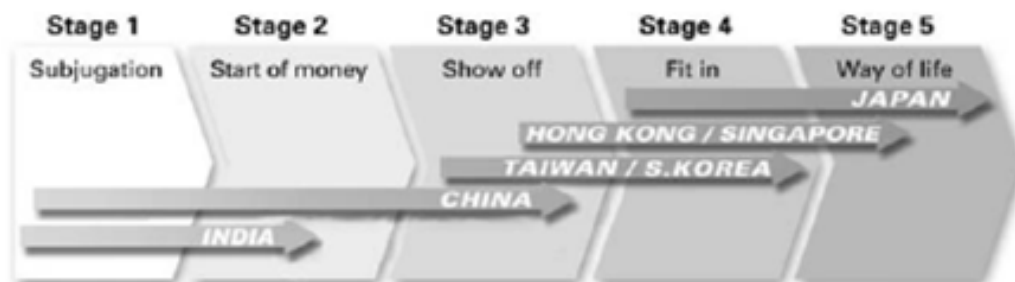 Stage 1 Stage 2 Stage 3 Stage 4 Stage 5
Subjugation Start of money Show off Fit in Way of life
JAPAN
HONG KONG / SINGAPORE
TAIWAN / S.KOREA
CHINA
INDIA